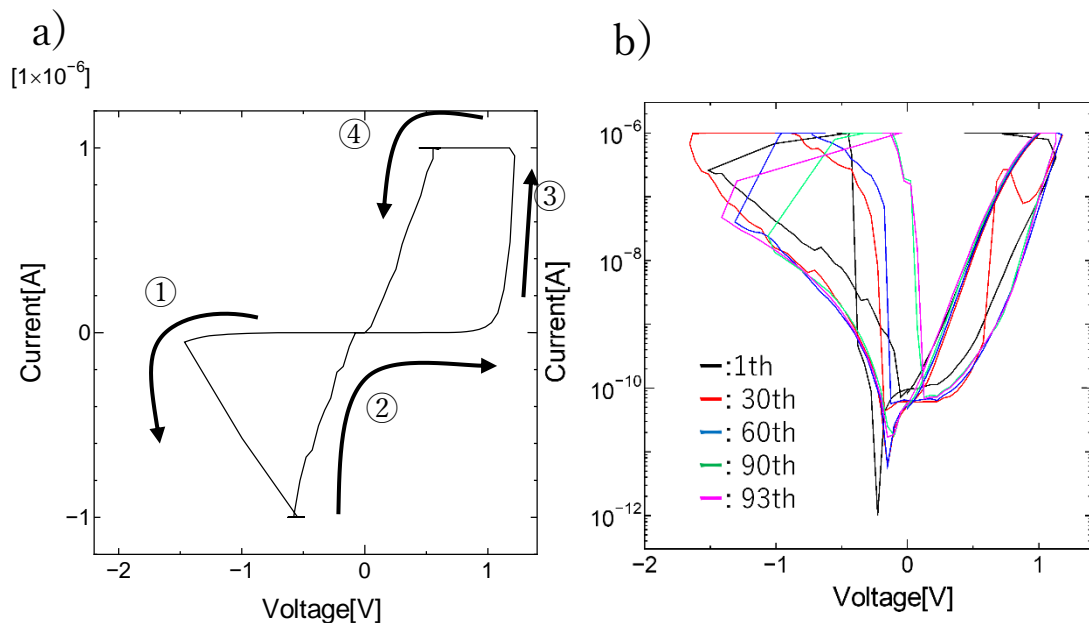 a)
[1×10⁻⁶]
④
③
①
②
1
0
−1
Current[A]
−2
−1
0
1
Voltage[V]
b)
10⁻⁶
10⁻⁸
10⁻¹⁰
10⁻¹²
Current[A]
:1th
: 30th
: 60th
: 90th
: 93th
−2
−1
0
1
Voltage[V]